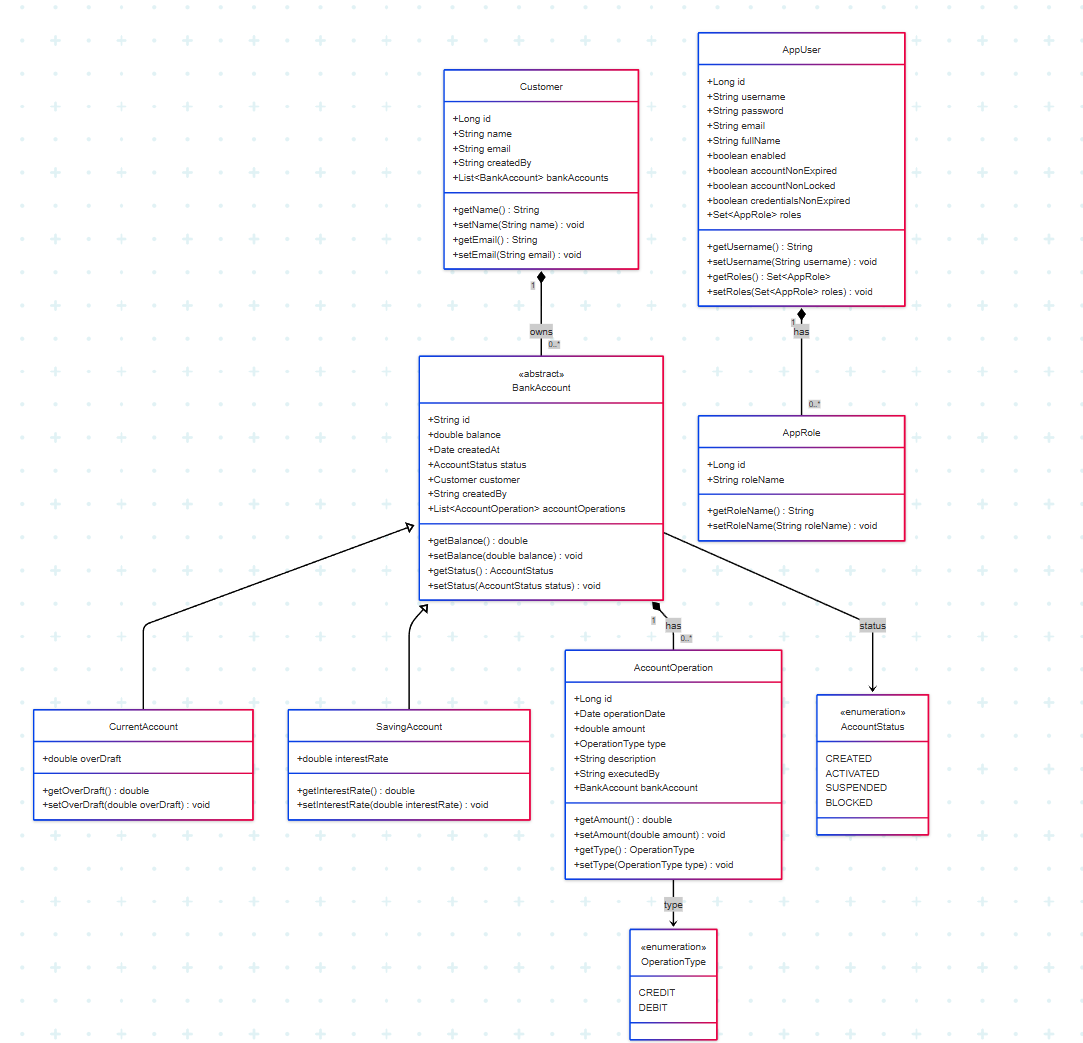 Customer
+Long id
+String name
+String email
+String createdBy
+List<BankAccount> bankAccounts
+getName() : String
+setName(String name) : void
+getEmail() : String
+setEmail(String email) : void
AppUser
+Long id
+String username
+String password
+String email
+String fullName
+boolean enabled
+boolean accountNonExpired
+boolean accountNonLocked
+boolean credentialsNonExpired
+Set<AppRole> roles
+getUsername() : String
+setUsername(String username) : void
+getRoles() : Set<AppRole>
+setRoles(Set<AppRole> roles) : void
1
owns
0..*
1
has
0..*
«abstract»
BankAccount
+String id
+double balance
+Date createdAt
+AccountStatus status
+Customer customer
+String createdBy
+List<AccountOperation> accountOperations
+getBalance() : double
+setBalance(double balance) : void
+getStatus() : AccountStatus
+setStatus(AccountStatus status) : void
AppRole
+Long id
+String roleName
+getRoleName() : String
+setRoleName(String roleName) : void
1
has
0..*
status
CurrentAccount
+double overDraft
+getOverDraft() : double
+setOverDraft(double overDraft) : void
SavingAccount
+double interestRate
+getInterestRate() : double
+setInterestRate(double interestRate) : void
AccountOperation
+Long id
+Date operationDate
+double amount
+OperationType type
+String description
+String executedBy
+BankAccount bankAccount
+getAmount() : double
+setAmount(double amount) : void
+getType() : OperationType
+setType(OperationType type) : void
«enumeration»
AccountStatus
CREATED
ACTIVATED
SUSPENDED
BLOCKED
type
«enumeration»
OperationType
CREDIT
DEBIT